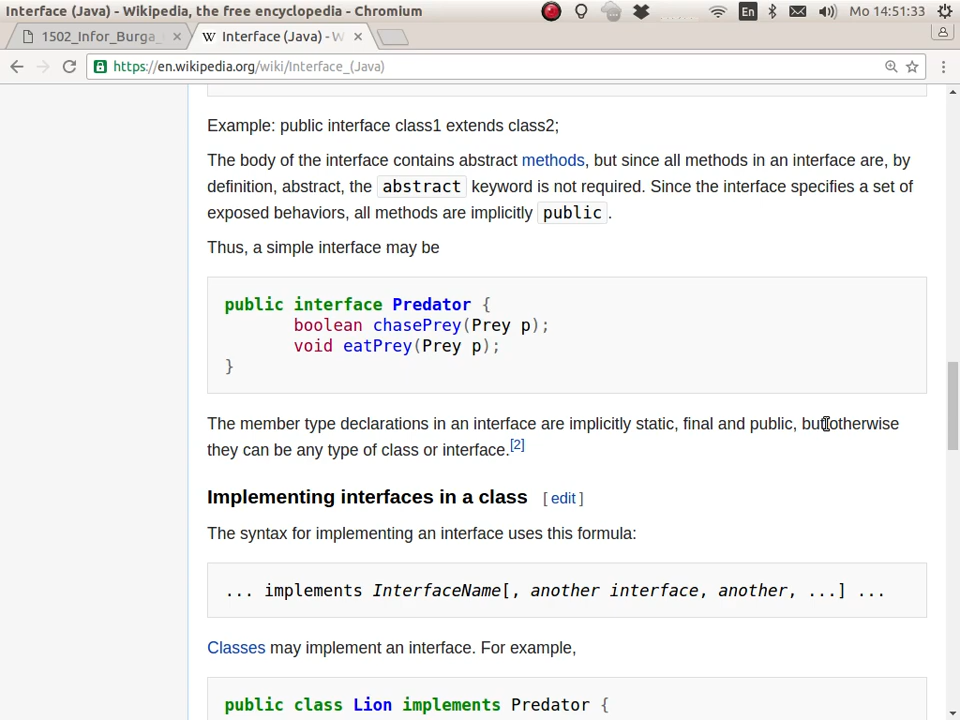 Interface (Java) - Wikipedia, the free encyclopedia - Chromium
En
Mo 14:51:33
1502_Infor_Burga_
Interface (Java) - W
https://en.wikipedia.org/wiki/Interface_(Java)
Example: public interface class1 extends class2;
The body of the interface contains abstract methods, but since all methods in an interface are, by
definition, abstract, the abstract keyword is not required. Since the interface specifies a set of
exposed behaviors, all methods are implicitly public.
Thus, a simple interface may be
public interface Predator {
boolean chasePrey(Prey p);
void eatPrey(Prey p);
}
The member type declarations in an interface are implicitly static, final and public, but otherwise
they can be any type of class or interface.[2]
Implementing interfaces in a class [ edit ]
The syntax for implementing an interface uses this formula:
... implements InterfaceName[, another interface, another, ...] ...
Classes may implement an interface. For example,
public class Lion implements Predator {